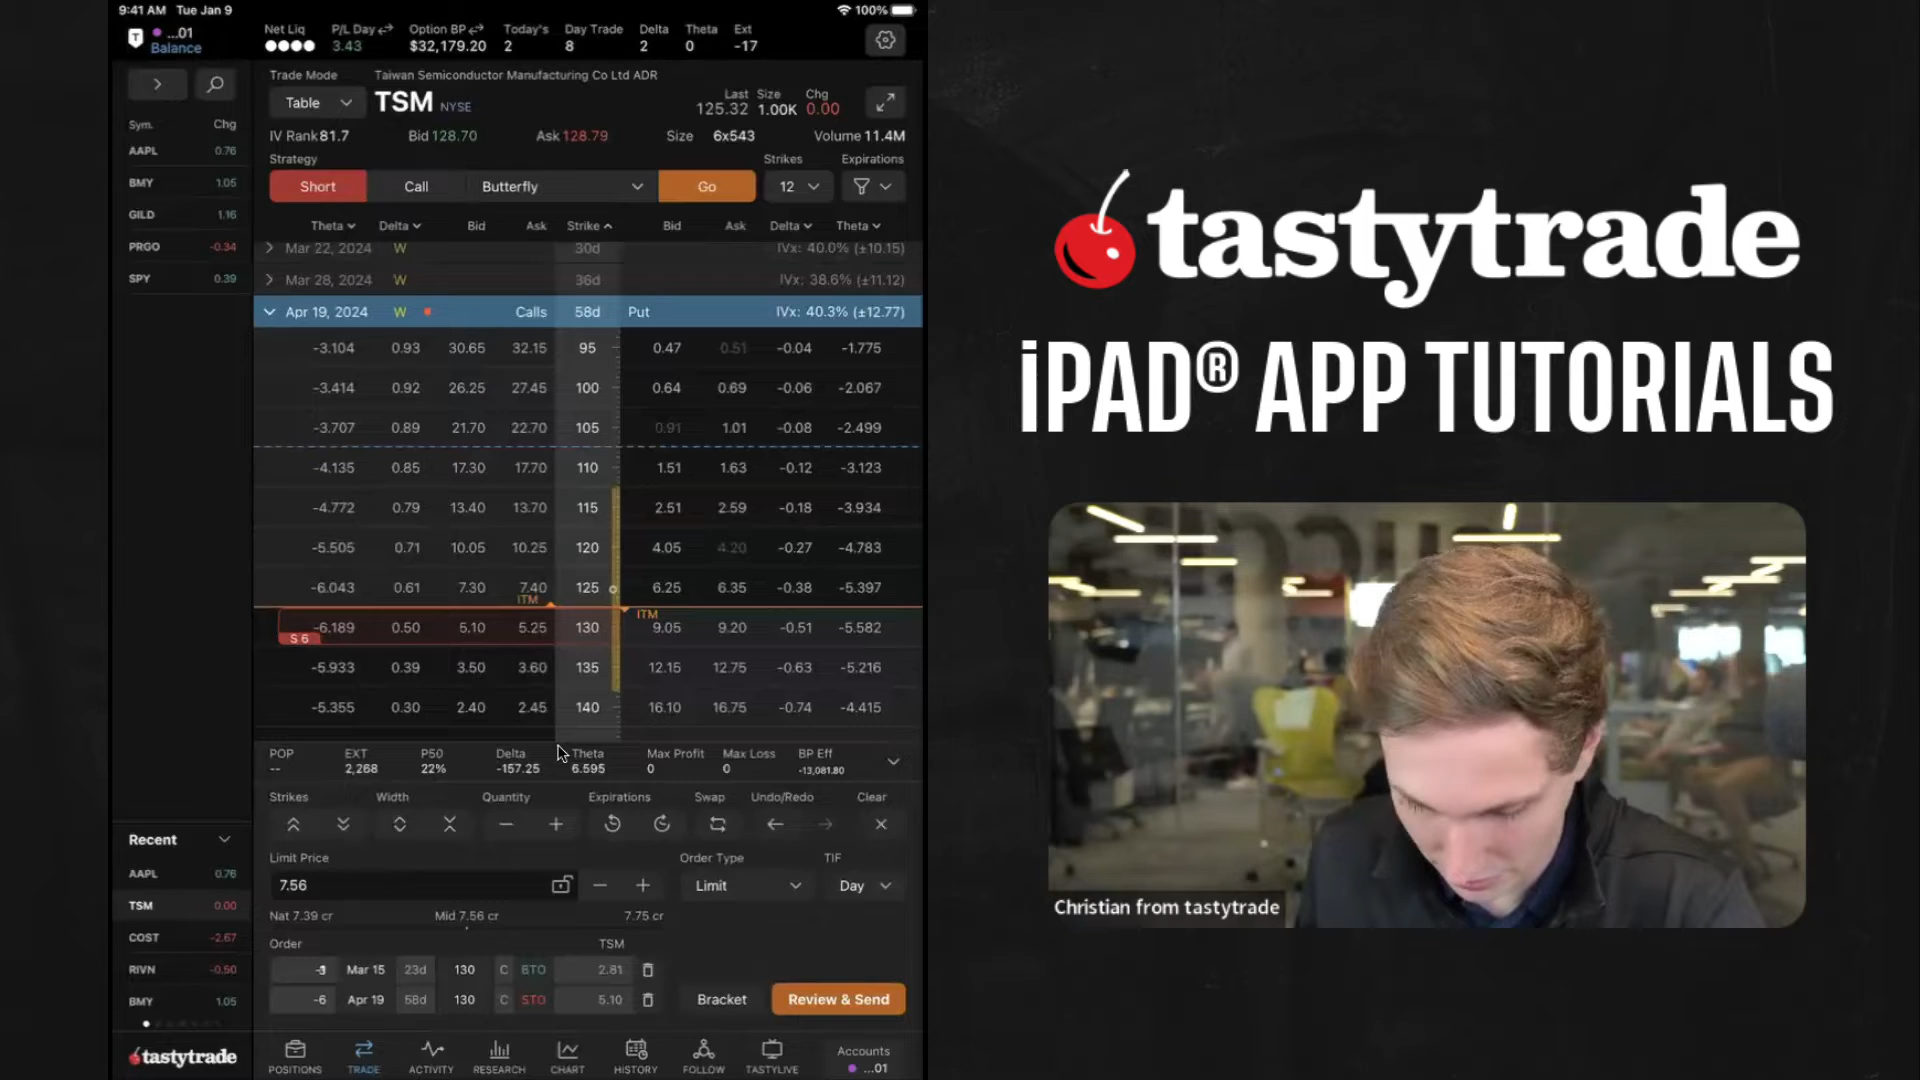 9:41 AM Tue Jan 9 100%
...01
Balance
Net Liq P/L Day Option BP Today's Day Trade Delta Theta Ext
3.43 $32,179.20 2 8 2 0 -17
Sym. Chg
AAPL 0.76
BMY 1.05
GILD 1.16
PRGO -0.34
SPY 0.39
Trade Mode Taiwan Semiconductor Manufacturing Co Ltd ADR
Table TSM NYSE
Last Size Chg
125.32 1.00K 0.00
IV Rank 81.7 Bid 128.70 Ask 128.79 Size 6x543 Volume 11.4M
Strategy Strikes Expirations
Short Call Butterfly Go 12
Theta Delta Bid Ask Strike Bid Ask Delta Theta
Mar 22, 2024 W 30d IVx: 40.0% (±10.15)
Mar 28, 2024 W 36d IVx: 38.6% (±11.12)
Apr 19, 2024 W Calls 58d Put IVx: 40.3% (±12.77)
-3.104 0.93 30.65 32.15 95 0.47 0.51 -0.04 -1.775
-3.414 0.92 26.25 27.45 100 0.64 0.69 -0.06 -2.067
-3.707 0.89 21.70 22.70 105 0.91 1.01 -0.08 -2.499
-4.135 0.85 17.30 17.70 110 1.51 1.63 -0.12 -3.123
-4.772 0.79 13.40 13.70 115 2.51 2.59 -0.18 -3.934
-5.505 0.71 10.05 10.25 120 4.05 4.20 -0.27 -4.783
-6.043 0.61 7.30 7.40 125 6.25 6.35 -0.38 -5.397
ITM
ITM
-6.189 0.50 5.10 5.25 130 9.05 9.20 -0.51 -5.582
S 6
-5.933 0.39 3.50 3.60 135 12.15 12.75 -0.63 -5.216
-5.355 0.30 2.40 2.45 140 16.10 16.75 -0.74 -4.415
POP EXT P50 Delta Theta Max Profit Max Loss BP Eff
-- 2,268 22% -157.25 6.595 0 0 -13,081.80
Strikes Width Quantity Expirations Swap Undo/Redo Clear
Limit Price Order Type TIF
7.56 Limit Day
Nat 7.39 cr Mid 7.56 cr 7.75 cr
Order TSM
Mar 15 23d 130 C BTO 2.81
-6 Apr 19 58d 130 C STO 5.10
Bracket Review & Send
Recent
AAPL 0.76
TSM 0.00
COST -2.67
RIVN -0.50
BMY 1.05
tastytrade
POSITIONS TRADE ACTIVITY RESEARCH CHART HISTORY FOLLOW TASTYLIVE
Accounts
...01
tastytrade
iPAD® APP TUTORIALS
Christian from tastytrade